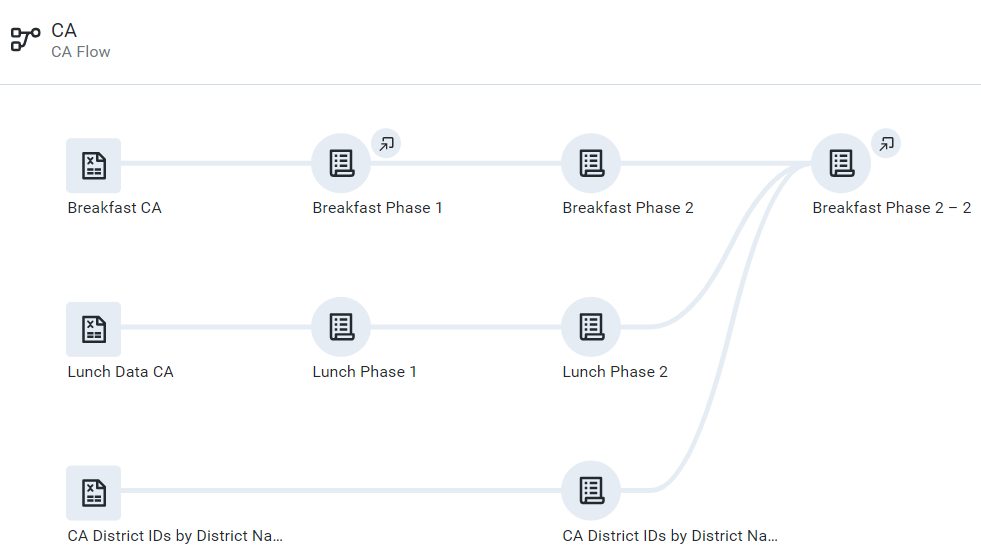 CA
CA Flow
Breakfast CA
Breakfast Phase 1
Breakfast Phase 2
Breakfast Phase 2 – 2
Lunch Data CA
Lunch Phase 1
Lunch Phase 2
CA District IDs by District Na...
CA District IDs by District Na...